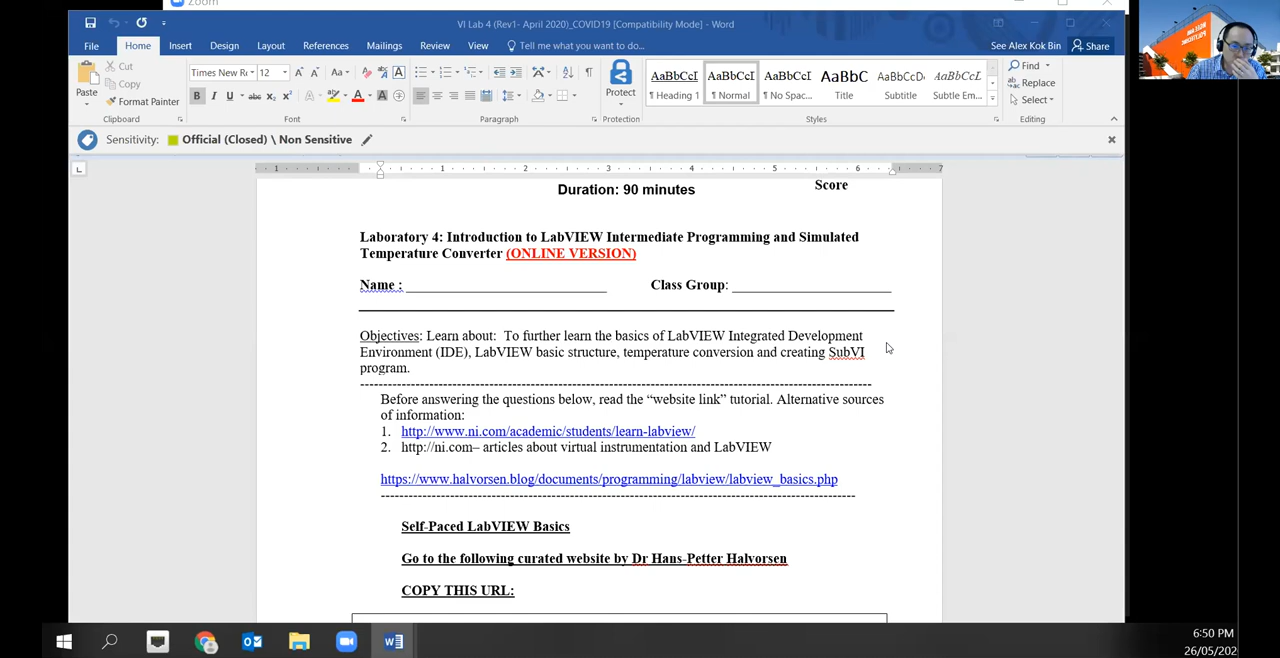 Zoom
VI Lab 4 (Rev1- April 2020)_COVID19 [Compatibility Mode] - Word
File Home Insert Design Layout References Mailings Review View Tell me what you want to do... See Alex Kok Bin Share
Paste
Cut
Copy
Format Painter
Clipboard
Times New Ro 12
Font
Paragraph
Protect
Protection
AaBbCcI ¶ Heading 1
AaBbCcI ¶ Normal
AaBbCcI ¶ No Spac...
AaBbC Title
AaBbCcD Subtitle
AaBbCcI Subtle Em...
Styles
Find
Replace
Select
Editing
Sensitivity: Official (Closed) \ Non Sensitive
Duration: 90 minutes
Score
Laboratory 4: Introduction to LabVIEW Intermediate Programming and Simulated
Temperature Converter (ONLINE VERSION)
Name : ___________________________ Class Group: _____________________
Objectives: Learn about: To further learn the basics of LabVIEW Integrated Development
Environment (IDE), LabVIEW basic structure, temperature conversion and creating SubVI
program.
Before answering the questions below, read the “website link” tutorial. Alternative sources
of information:
1. http://www.ni.com/academic/students/learn-labview/
2. http://ni.com– articles about virtual instrumentation and LabVIEW
https://www.halvorsen.blog/documents/programming/labview/labview_basics.php
Self-Paced LabVIEW Basics
Go to the following curated website by Dr Hans-Petter Halvorsen
COPY THIS URL:
6:50 PM
26/05/202